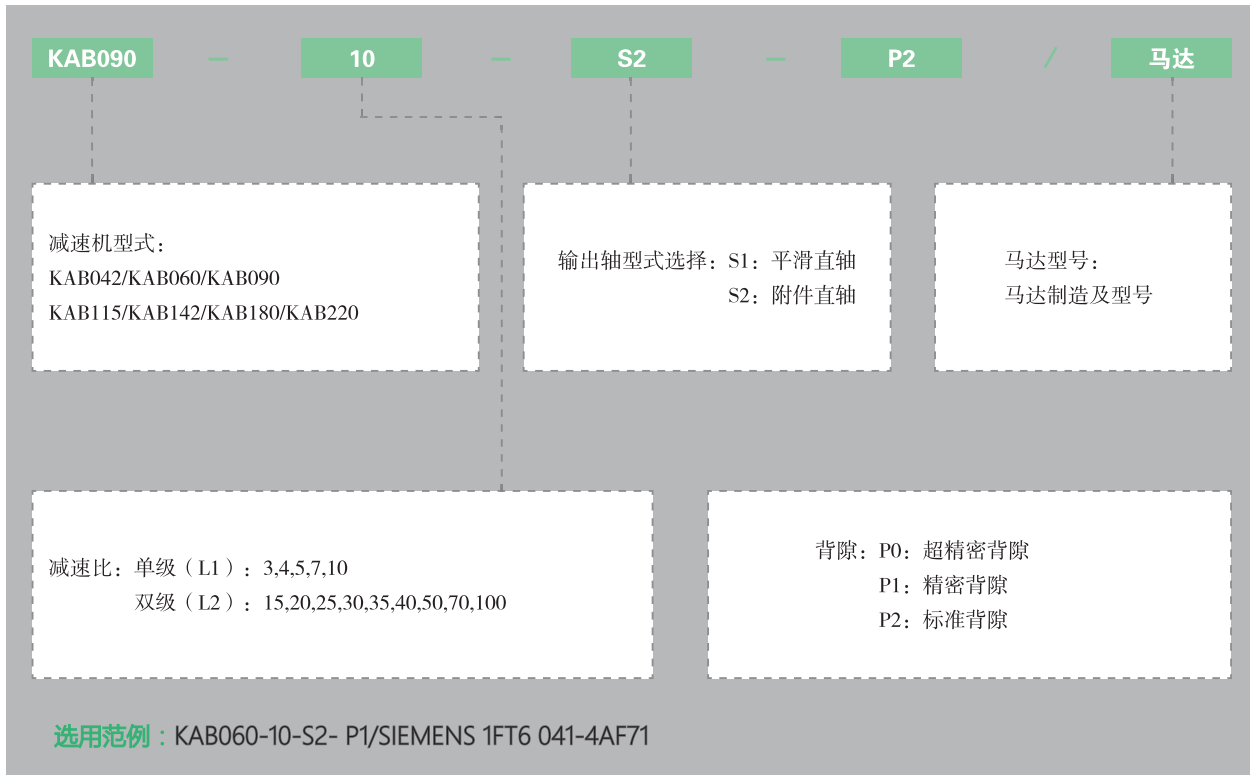 KAB090 — 10 — S2 — P2 / 马达
减速机型式：
KAB042/KAB060/KAB090
KAB115/KAB142/KAB180/KAB220
输出轴型式选择：S1：平滑直轴
S2：附件直轴
马达型号：
马达制造及型号
减速比：单级（L1）：3,4,5,7,10
双级（L2）：15,20,25,30,35,40,50,70,100
背隙：P0：超精密背隙
P1：精密背隙
P2：标准背隙
选用范例：KAB060-10-S2- P1/SIEMENS 1FT6 041-4AF71